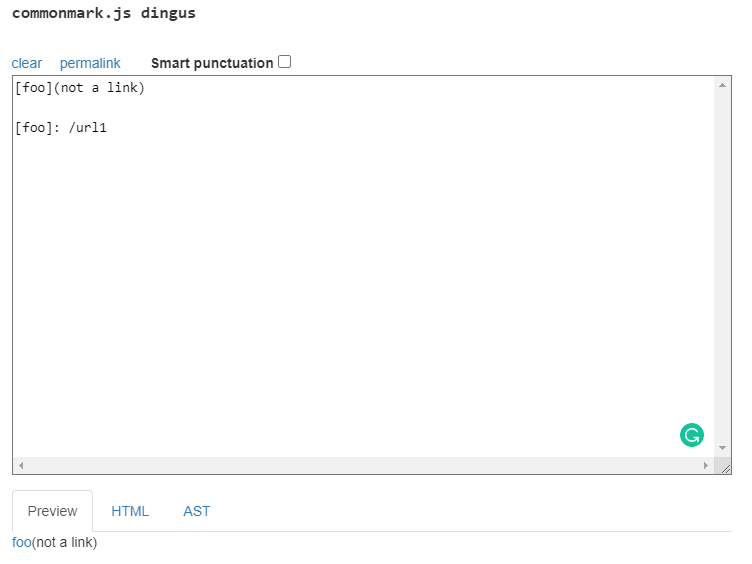 commonmark.js dingus
clear permalink Smart punctuation
[foo](not a link)
[foo]: /url1
Preview HTML AST
foo(not a link)